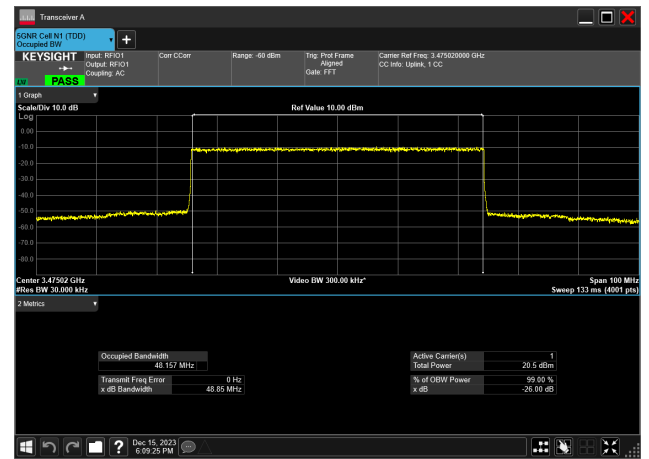 Transceiver A
5GNR Cell N1 (TDD)
Occupied BW
KEYSIGHT
LXI
PASS
Input: RFIO1
Output: RFIO1
Coupling: AC
Corr CCorr
Range: -60 dBm
Trig: Prot Frame
Aligned
Gate: FFT
Carrier Ref Freq: 3.475020000 GHz
CC Info: Uplink, 1 CC
1 Graph
Scale/Div 10.0 dB
Ref Value 10.00 dBm
Log
0.00
-10.0
-20.0
-30.0
-40.0
-50.0
-60.0
-70.0
-80.0
Center 3.47502 GHz
Video BW 300.00 kHz*
Span 100 MHz
#Res BW 30.000 kHz
Sweep 133 ms (4001 pts)
2 Metrics
Occupied Bandwidth
48.157 MHz
Transmit Freq Error 0 Hz
x dB Bandwidth 48.85 MHz
Active Carrier(s) 1
Total Power 20.5 dBm
% of OBW Power 99.00 %
x dB -26.00 dB
Dec 15, 2023
6:09:25 PM